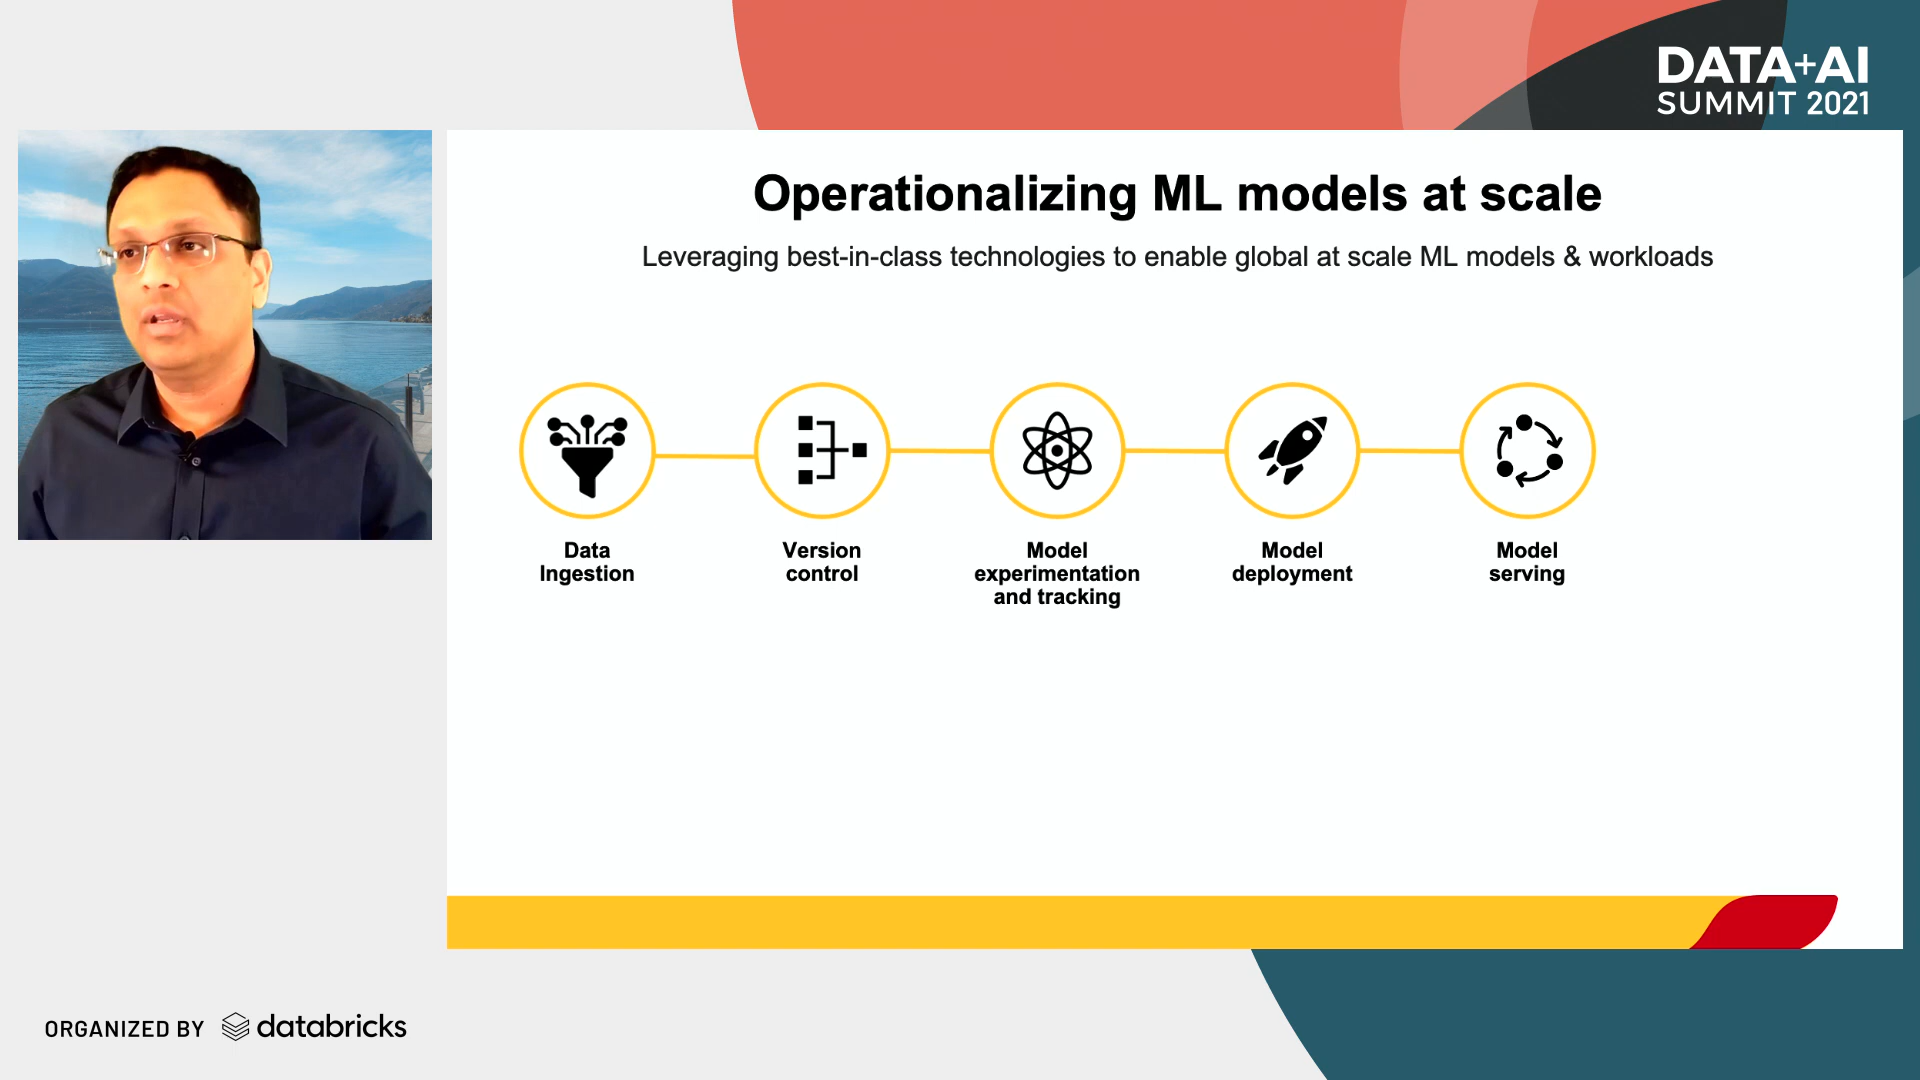 DATA+AI
SUMMIT 2021
Operationalizing ML models at scale
Leveraging best-in-class technologies to enable global at scale ML models & workloads
Data
Ingestion
Version
control
Model
experimentation
and tracking
Model
deployment
Model
serving
ORGANIZED BY databricks